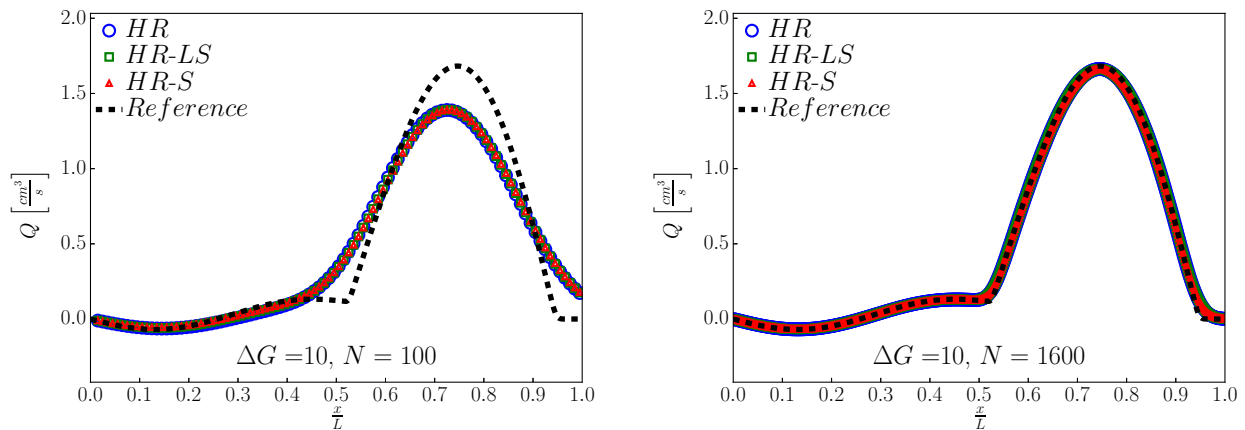 2.0
1.5
1.0
0.5
0.0
Q [cm³/s]
HR
HR-LS
HR-S
Reference
ΔG =10, N = 100
0.0 0.1 0.2 0.3 0.4 0.5 0.6 0.7 0.8 0.9 1.0
x/L
2.0
1.5
1.0
0.5
0.0
Q [cm³/s]
HR
HR-LS
HR-S
Reference
ΔG =10, N = 1600
0.0 0.1 0.2 0.3 0.4 0.5 0.6 0.7 0.8 0.9 1.0
x/L